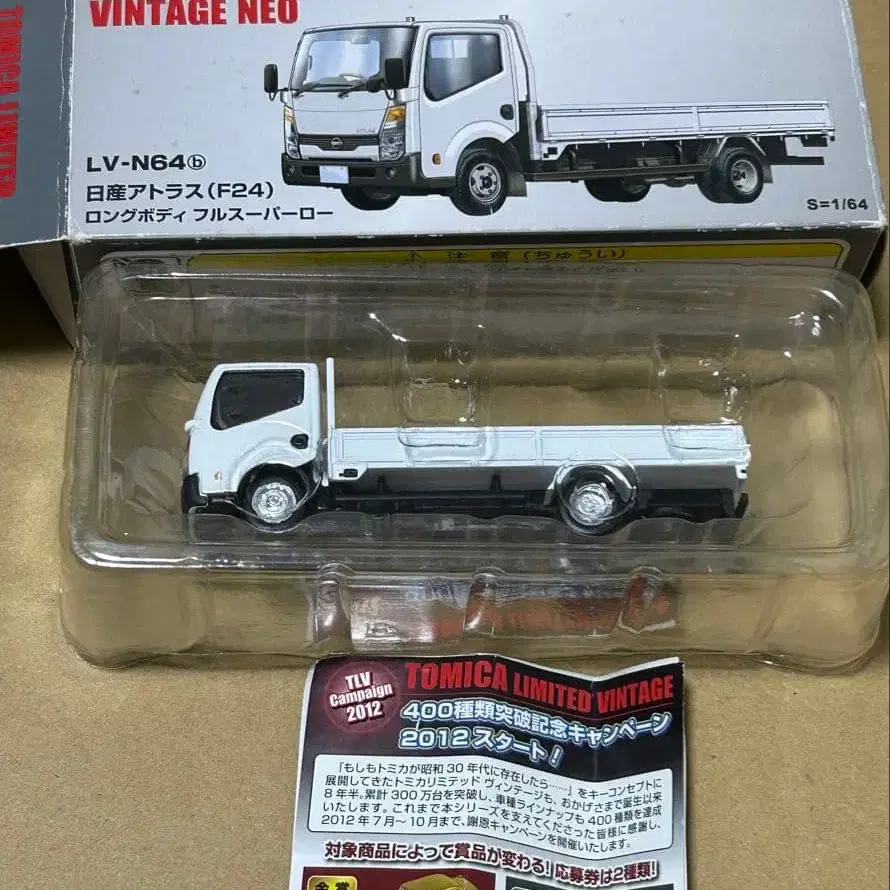 TOMICA LIMITED
VINTAGE NEO
LV-N64ⓑ
日産アトラス(F24)
ロングボディ フルスーパーロー
S=1/64
注意(ちゅうい)
TLV
Campaign
2012
TOMICA LIMITED VINTAGE
400種類突破記念キャンペーン
2012スタート!
「もしもトミカが昭和30年代に存在したら……」をキーコンセプトに
展開してきたトミカリミテッド ヴィンテージも、おかげさまで誕生以来
8年半。累計300万台を突破し、車種ラインナップも400種類を達成
いたします。これまで本シリーズを支えてくださった皆様に感謝し、
2012年7月〜10月まで、謝恩キャンペーンを開催いたします。
対象商品によって賞品が変わる! 応募券は2種類!
金賞